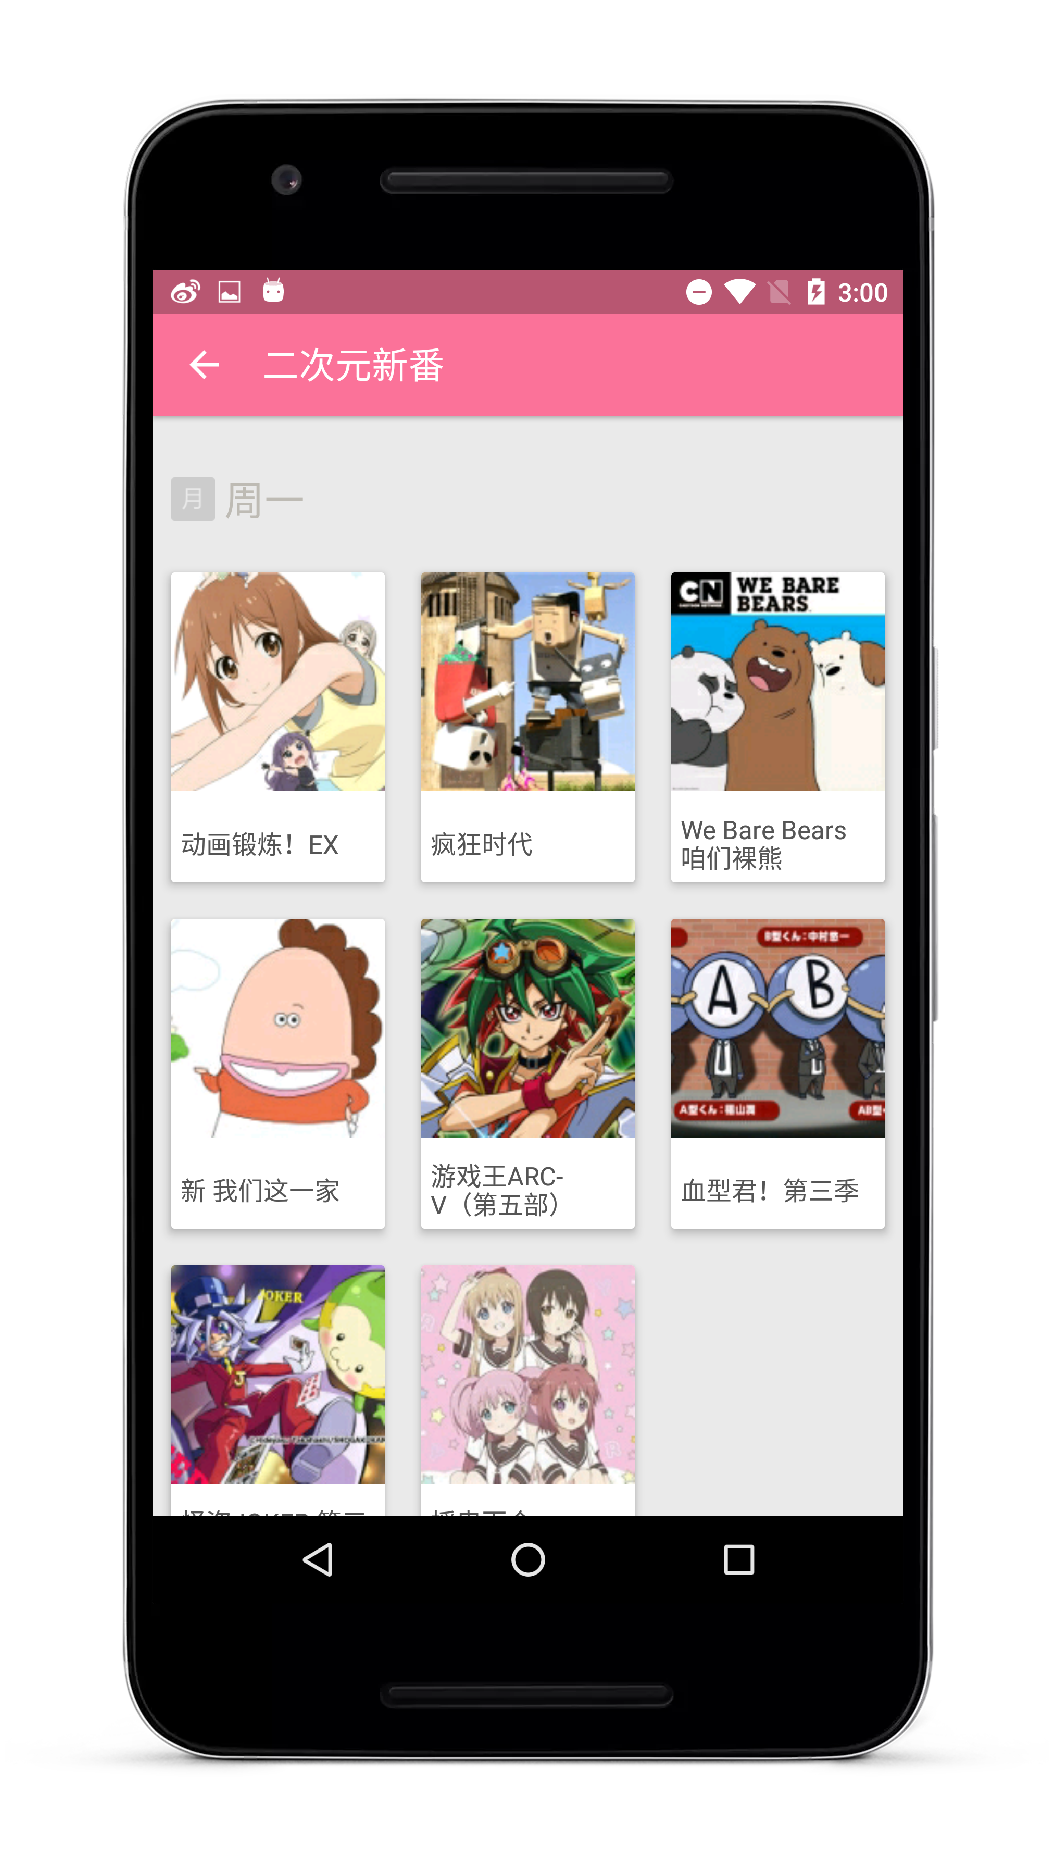 3:00
二次元新番
月 周一
CN
WE BARE
BEARS
动画锻炼！EX
疯狂时代
We Bare Bears
咱们裸熊
B型くん：中村悠一
A
B
A型くん：福山潤
AB型
新 我们这一家
游戏王ARC-
V（第五部）
血型君！第三季
JOKER